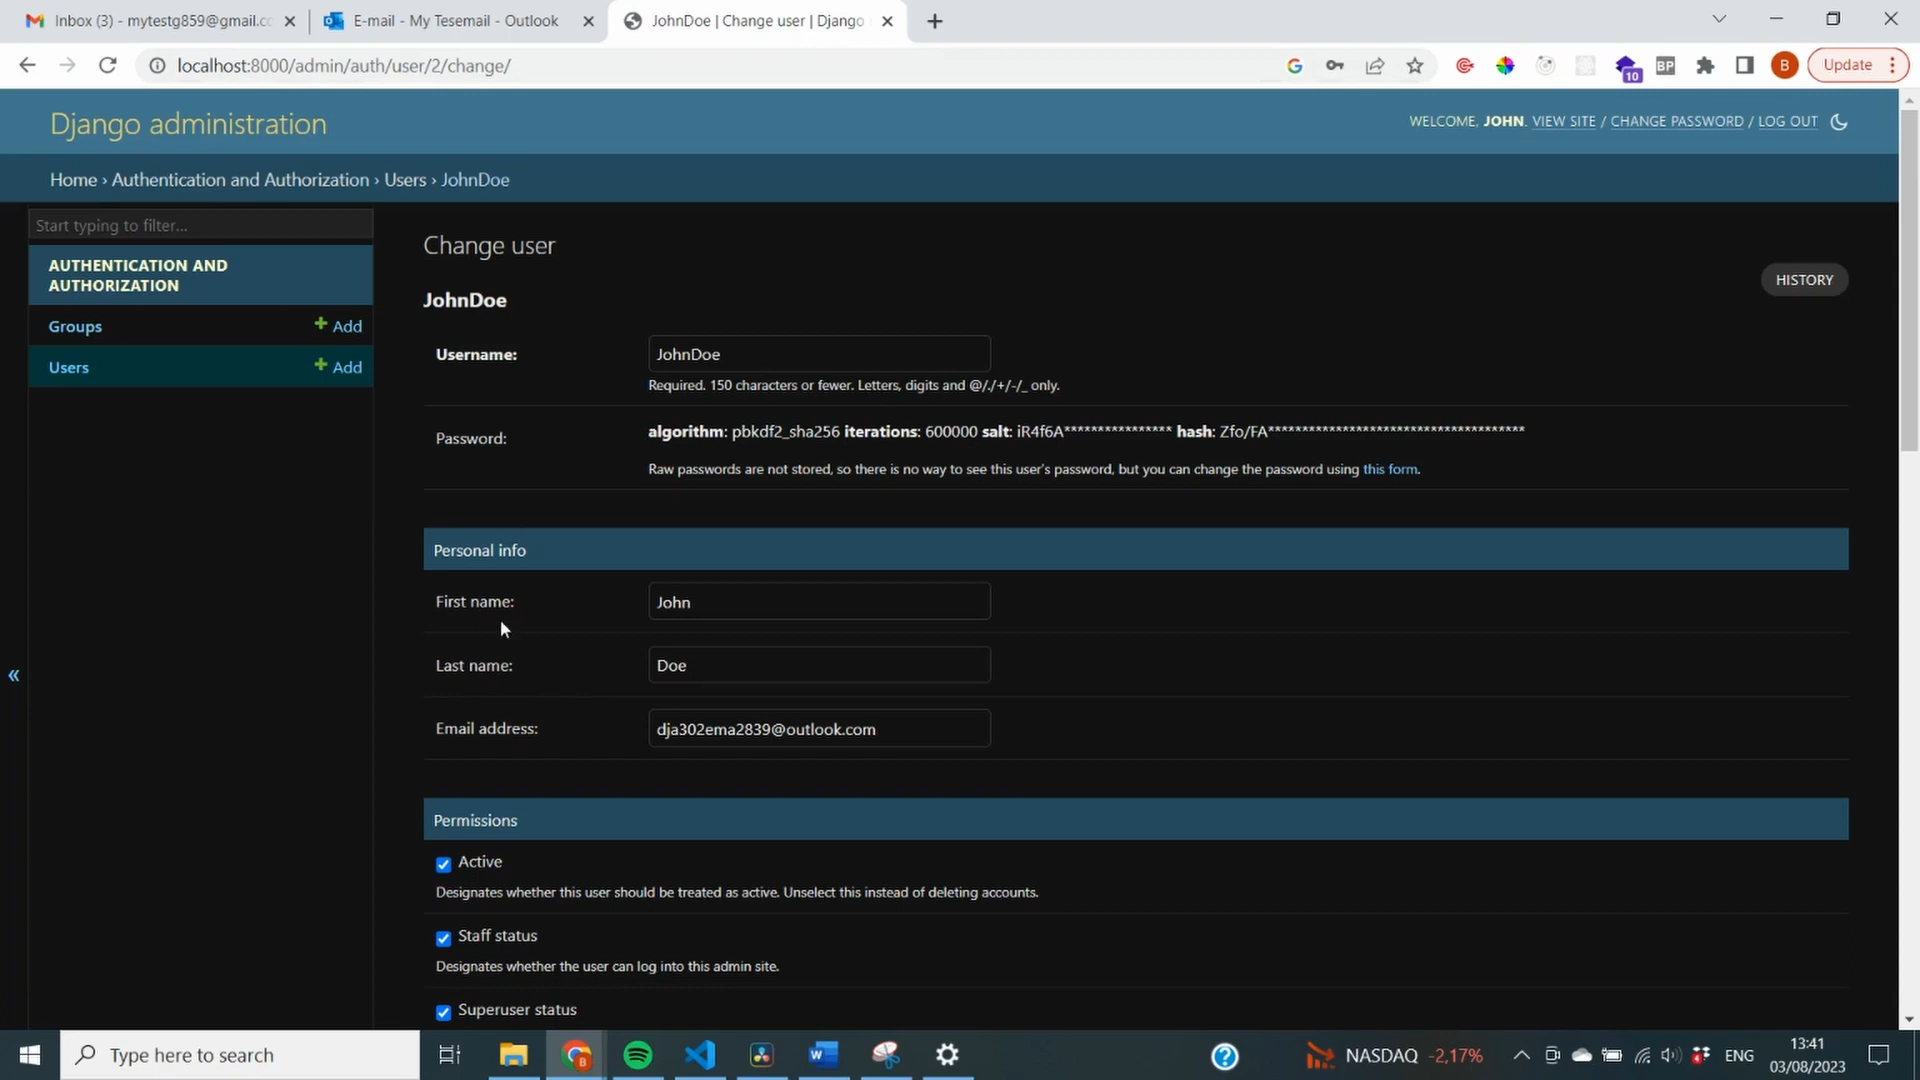 Inbox (3) - mytestg859@gmail.co
E-mail - My Tesemail - Outlook
JohnDoe | Change user | Django
localhost:8000/admin/auth/user/2/change/
10
BP
B
Update
Django administration
WELCOME, JOHN. VIEW SITE / CHANGE PASSWORD / LOG OUT
Home › Authentication and Authorization › Users › JohnDoe
Start typing to filter...
AUTHENTICATION AND
AUTHORIZATION
Groups
+ Add
Users
+ Add
«
Change user
HISTORY
JohnDoe
Username:
JohnDoe
Required. 150 characters or fewer. Letters, digits and @/./+/-/_ only.
Password:
algorithm: pbkdf2_sha256 iterations: 600000 salt: iR4f6A**************** hash: Zfo/FA**************************************
Raw passwords are not stored, so there is no way to see this user's password, but you can change the password using this form.
Personal info
First name:
John
Last name:
Doe
Email address:
dja302ema2839@outlook.com
Permissions
Active
Designates whether this user should be treated as active. Unselect this instead of deleting accounts.
Staff status
Designates whether the user can log into this admin site.
Superuser status
Type here to search
NASDAQ -2,17%
ENG
13:41
03/08/2023